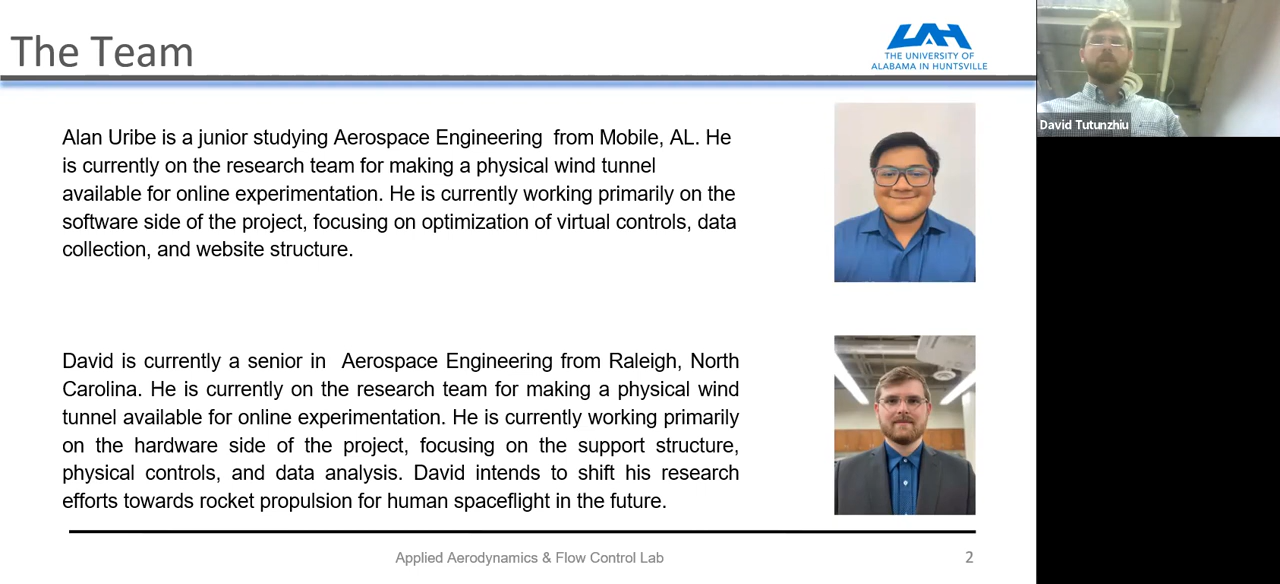 The Team
UAH
THE UNIVERSITY OF
ALABAMA IN HUNTSVILLE
David Tutunzhiu
Alan Uribe is a junior studying Aerospace Engineering from Mobile, AL. He
is currently on the research team for making a physical wind tunnel
available for online experimentation. He is currently working primarily on the
software side of the project, focusing on optimization of virtual controls, data
collection, and website structure.
David is currently a senior in Aerospace Engineering from Raleigh, North
Carolina. He is currently on the research team for making a physical wind
tunnel available for online experimentation. He is currently working primarily
on the hardware side of the project, focusing on the support structure,
physical controls, and data analysis. David intends to shift his research
efforts towards rocket propulsion for human spaceflight in the future.
Applied Aerodynamics & Flow Control Lab
2